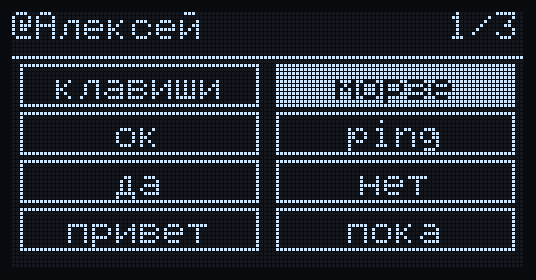 @Алексей 1/3
клавиши морзе
ок ping
да нет
привет пока